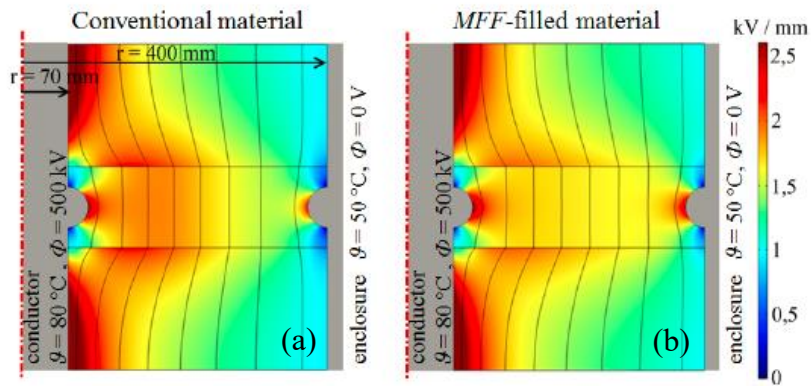 Conventional material
MFF-filled material
kV / mm
r = 400 mm
r = 70 mm
conductor
ϑ = 80 °C , Φ = 500 kV
enclosure ϑ = 50 °C, Φ = 0 V
(a)
conductor
ϑ = 80 °C , Φ = 500 kV
enclosure ϑ = 50 °C, Φ = 0 V
(b)
2,5
2
1,5
1
0,5
0